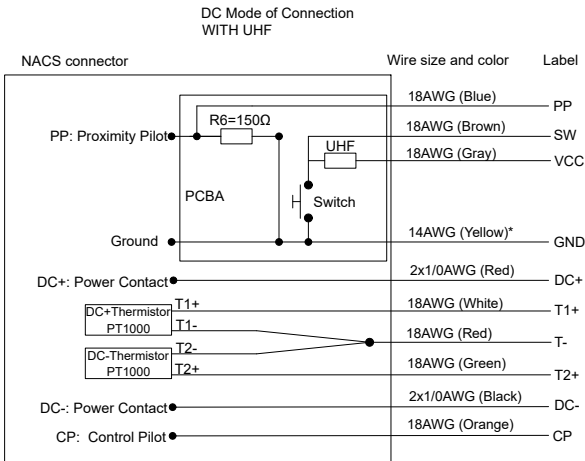 DC Mode of Connection
WITH UHF
NACS connector
Wire size and color
Label
18AWG (Blue)
PP
R6=150Ω
PP: Proximity Pilot
18AWG (Brown)
SW
UHF
18AWG (Gray)
VCC
PCBA
Switch
Ground
14AWG (Yellow)*
GND
DC+: Power Contact
2x1/0AWG (Red)
DC+
DC+Thermistor
PT1000
T1+
T1-
18AWG (White)
T1+
18AWG (Red)
T-
DC-Thermistor
PT1000
T2-
T2+
18AWG (Green)
T2+
DC-: Power Contact
2x1/0AWG (Black)
DC-
CP: Control Pilot
18AWG (Orange)
CP